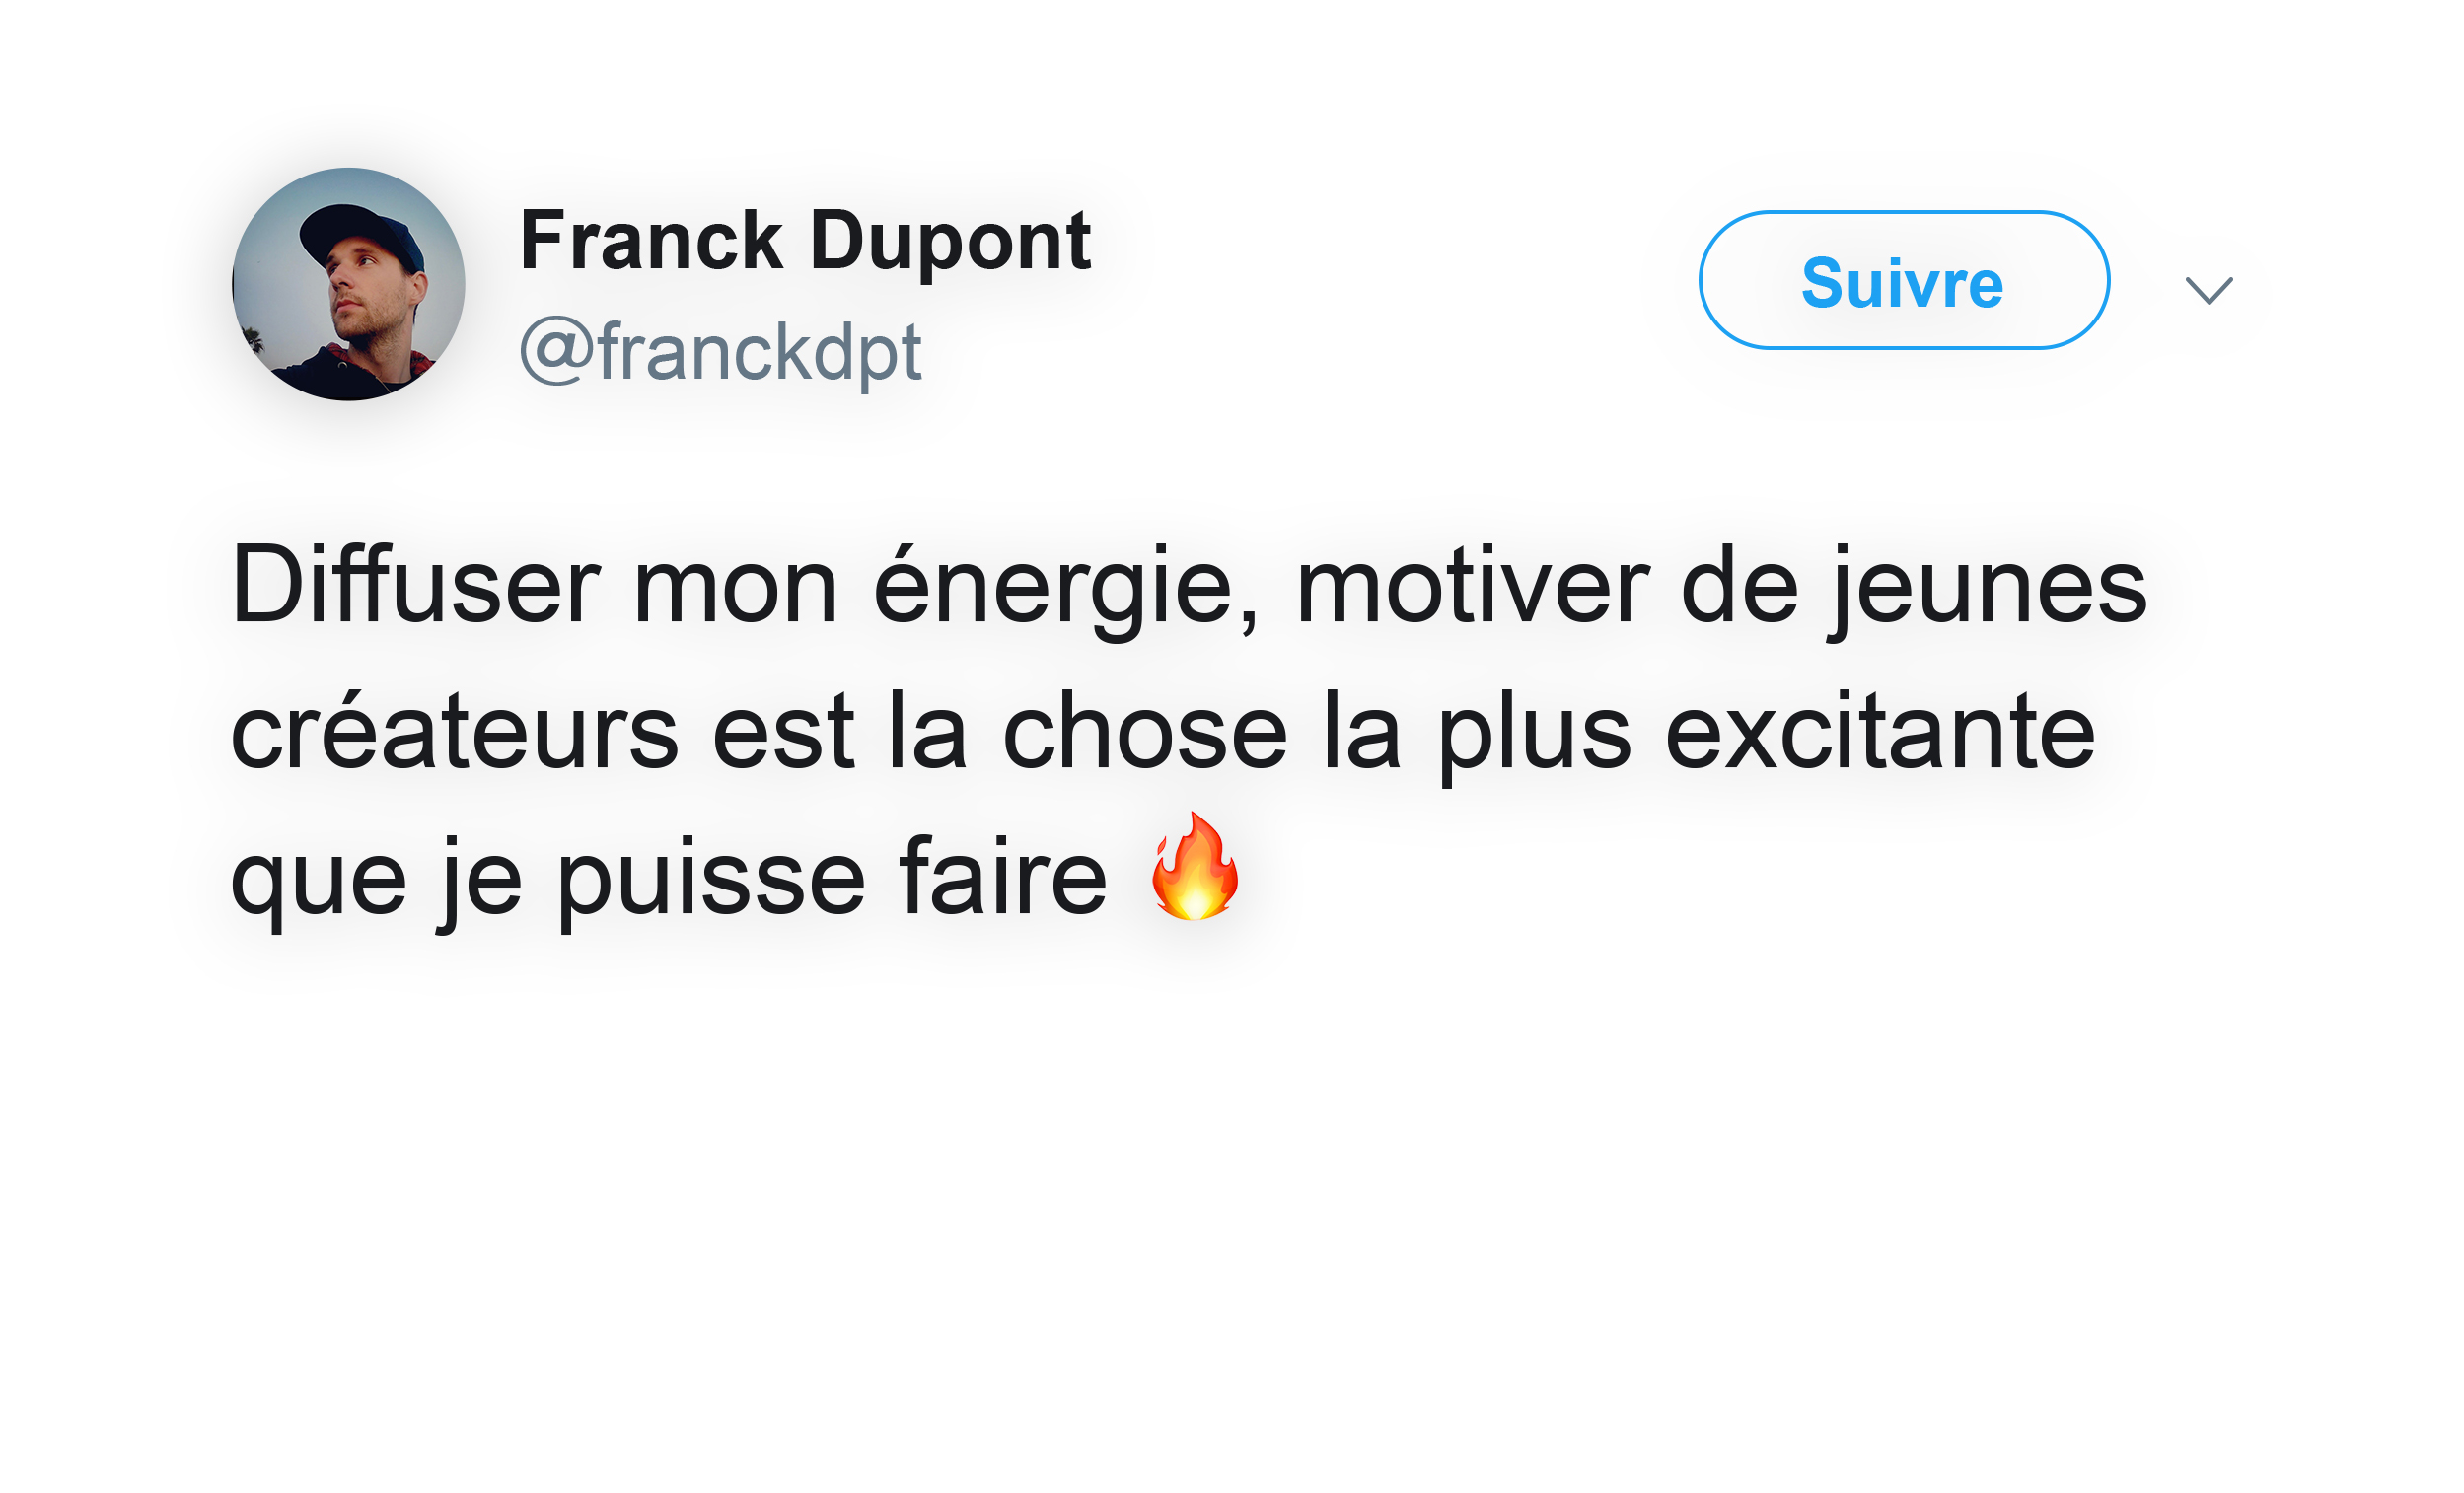 Franck Dupont
@franckdpt
Suivre
Diffuser mon énergie, motiver de jeunes
créateurs est la chose la plus excitante
que je puisse faire 🔥